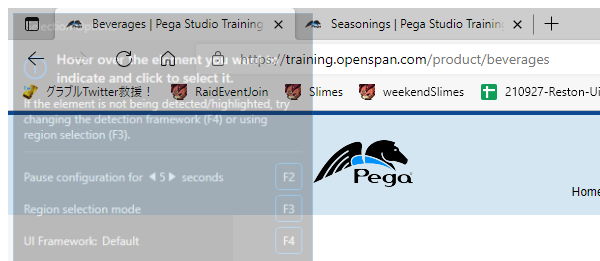 Beverages | Pega Studio Training
Seasonings | Pega Studio Training
Selection Options
Hover over the element you want to
indicate and click to select it.
https://training.openspan.com/product/beverages
グラブルTwitter救援！
RaidEventJoin
Slimes
weekendSlimes
210927-Reston-Ui
If the element is not being detected/highlighted, try
changing the detection framework (F4) or using
region selection (F3).
Pause configuration for ◀ 5 ▶ seconds
F2
Region selection mode
F3
UI Framework: Default
F4
Pega
Home